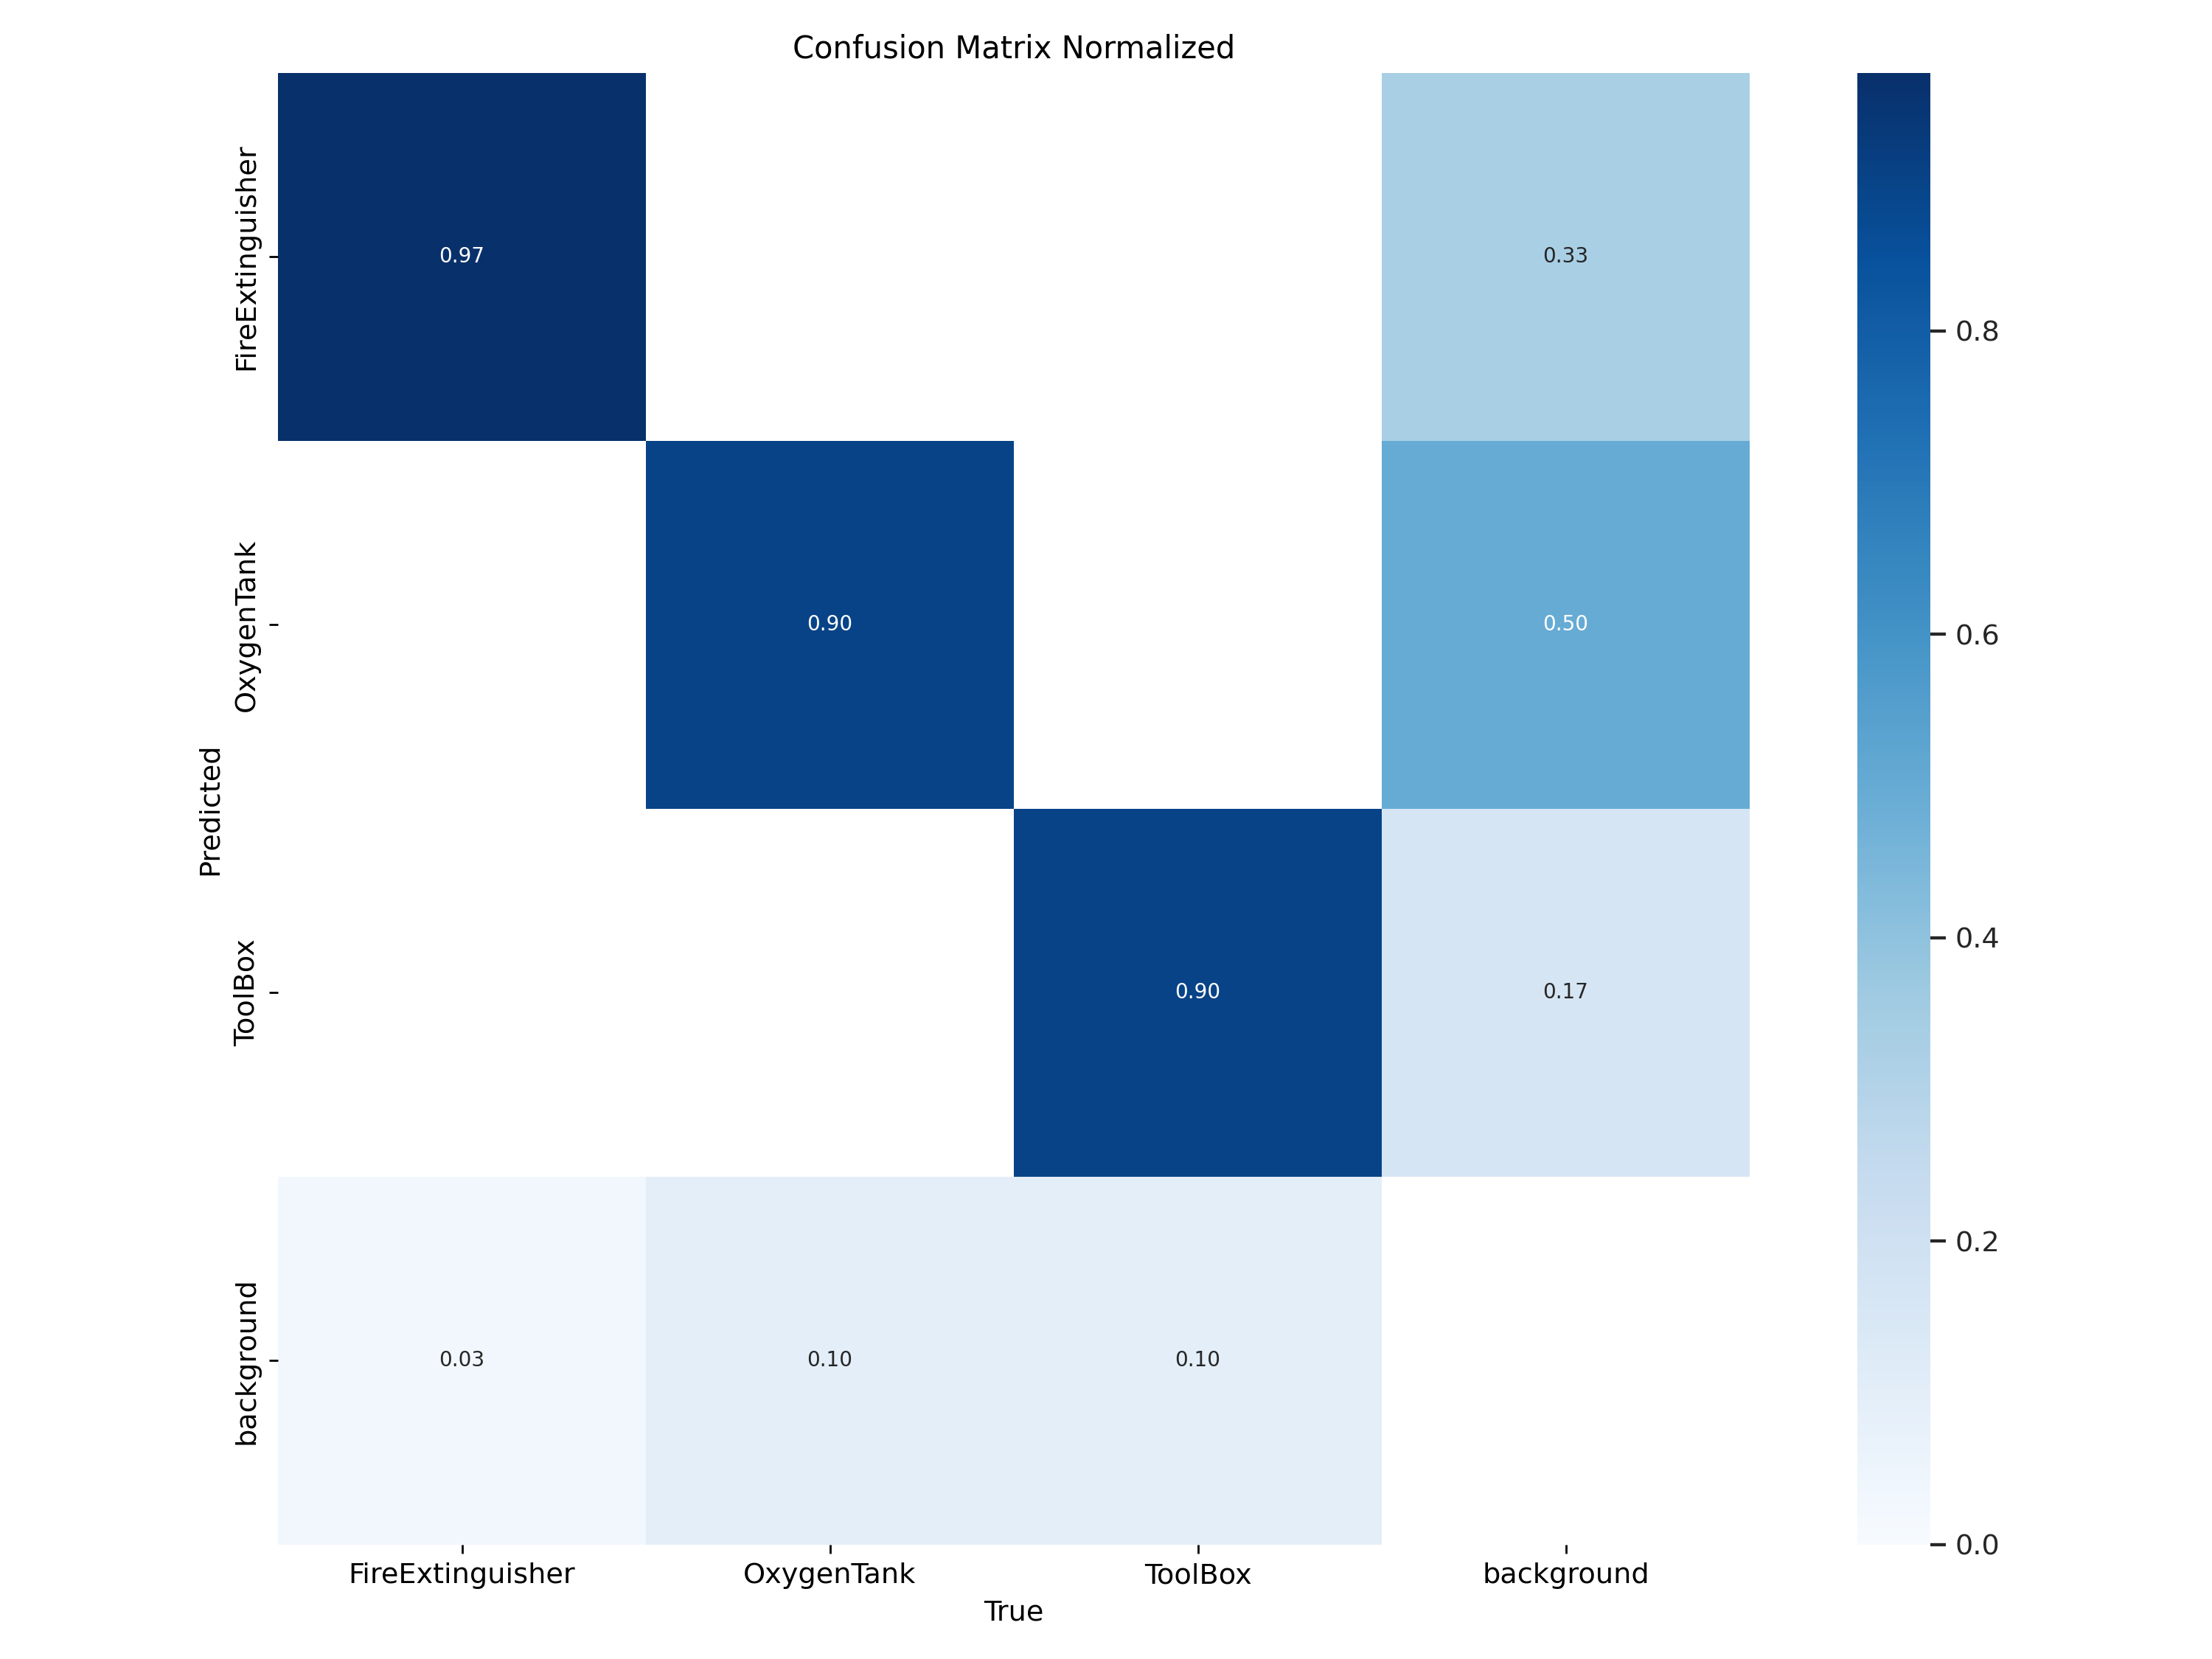 Confusion Matrix Normalized
FireExtinguisher
0.97
0.33
0.8
OxygenTank
0.90
0.50
0.6
Predicted
ToolBox
0.90
0.17
0.4
0.2
background
0.03
0.10
0.10
0.0
FireExtinguisher
OxygenTank
ToolBox
background
True